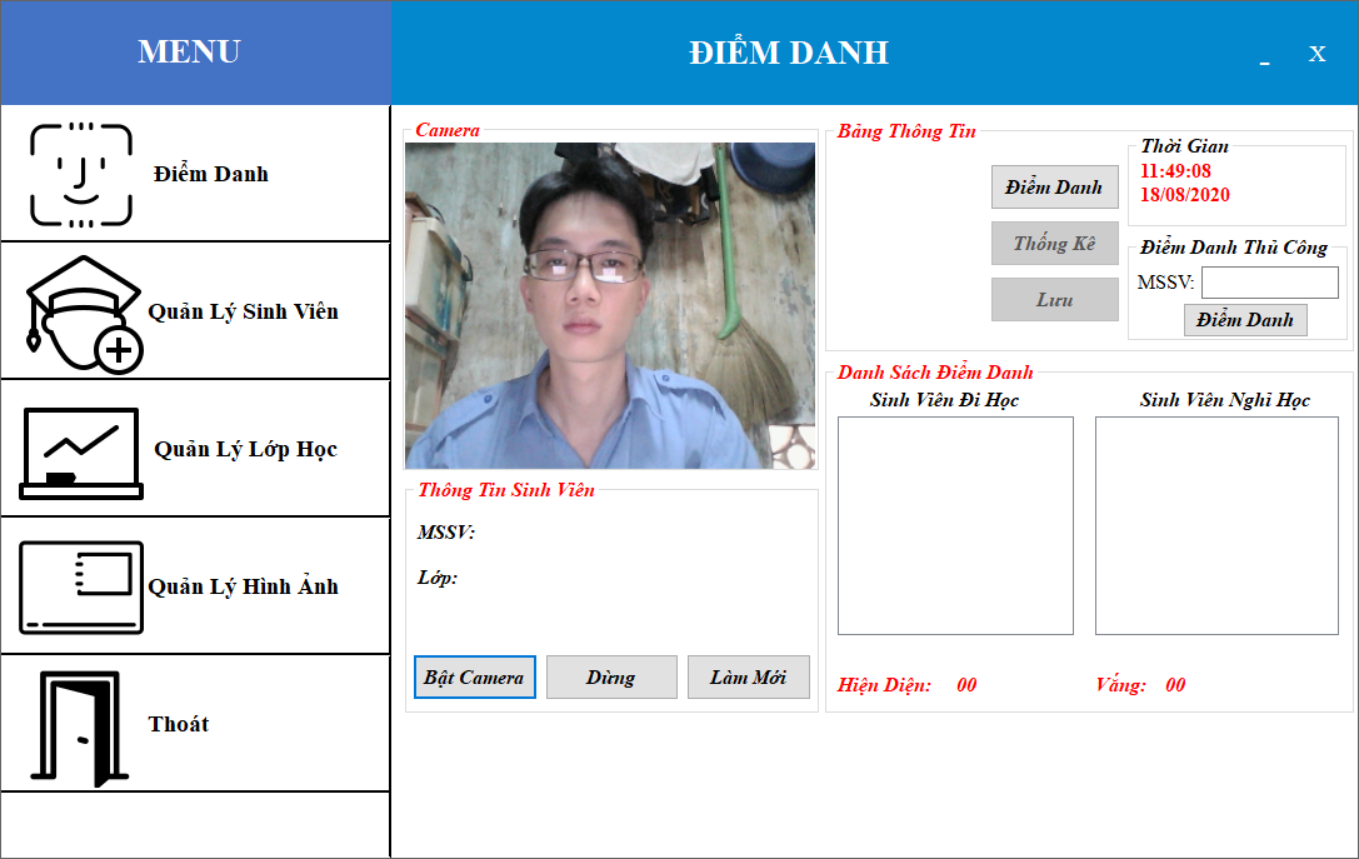 MENU
ĐIỂM DANH
_ X
Điểm Danh
Quản Lý Sinh Viên
Quản Lý Lớp Học
Quản Lý Hình Ảnh
Thoát
Camera
Thông Tin Sinh Viên
MSSV:
Lớp:
Bật Camera
Dừng
Làm Mới
Bảng Thông Tin
Điểm Danh
Thống Kê
Lưu
Thời Gian
11:49:08
18/08/2020
Điểm Danh Thủ Công
MSSV:
Điểm Danh
Danh Sách Điểm Danh
Sinh Viên Đi Học
Sinh Viên Nghỉ Học
Hiện Diện: 00
Vắng: 00